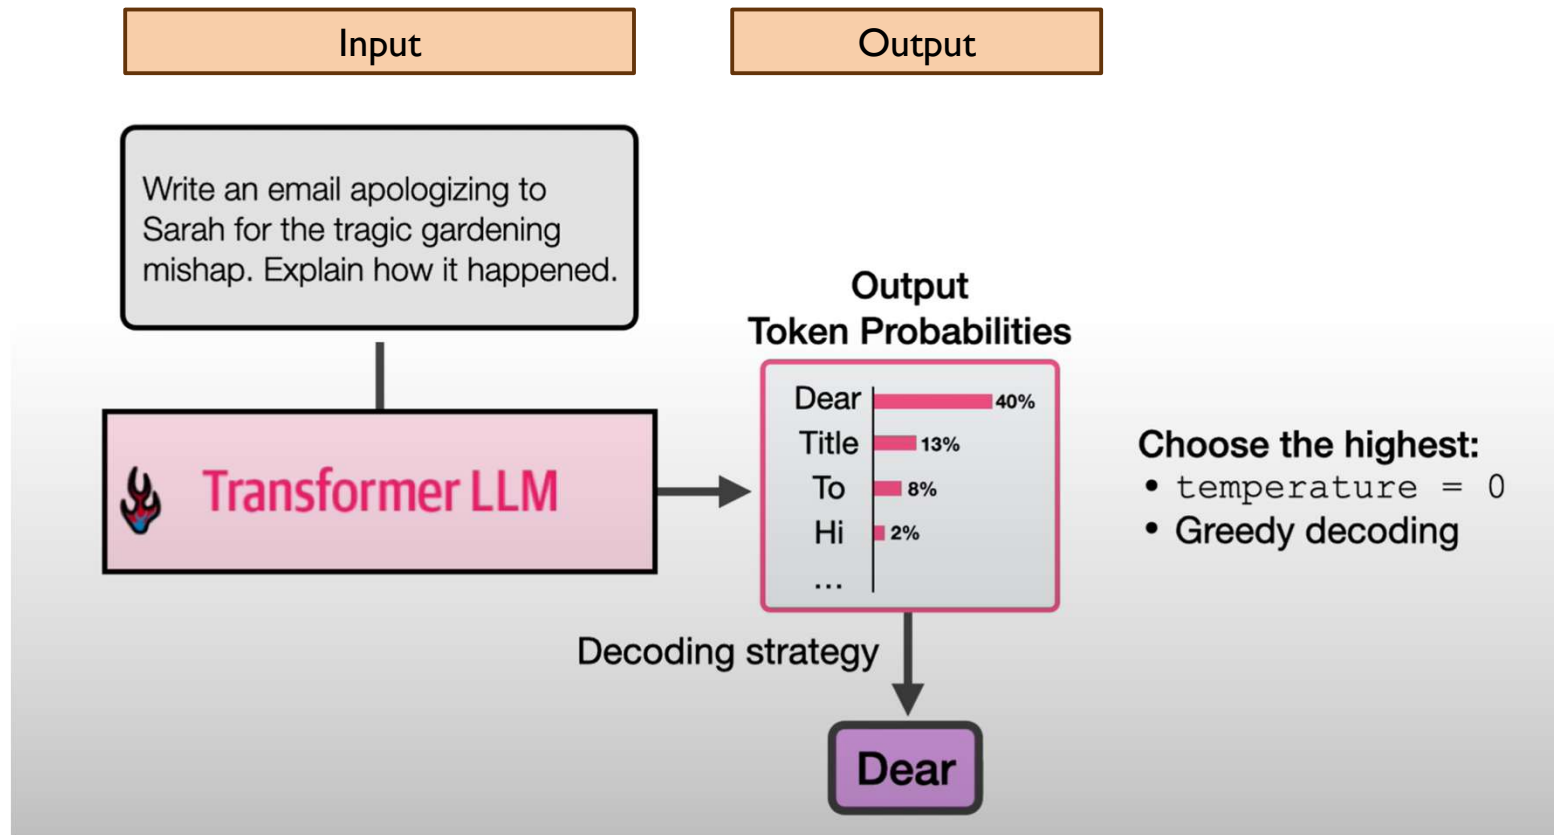 Input
Output
Write an email apologizing to
Sarah for the tragic gardening
mishap. Explain how it happened.
Transformer LLM
Output
Token Probabilities
Dear 40%
Title 13%
To 8%
Hi 2%
...
Choose the highest:
• temperature = 0
• Greedy decoding
Decoding strategy
Dear